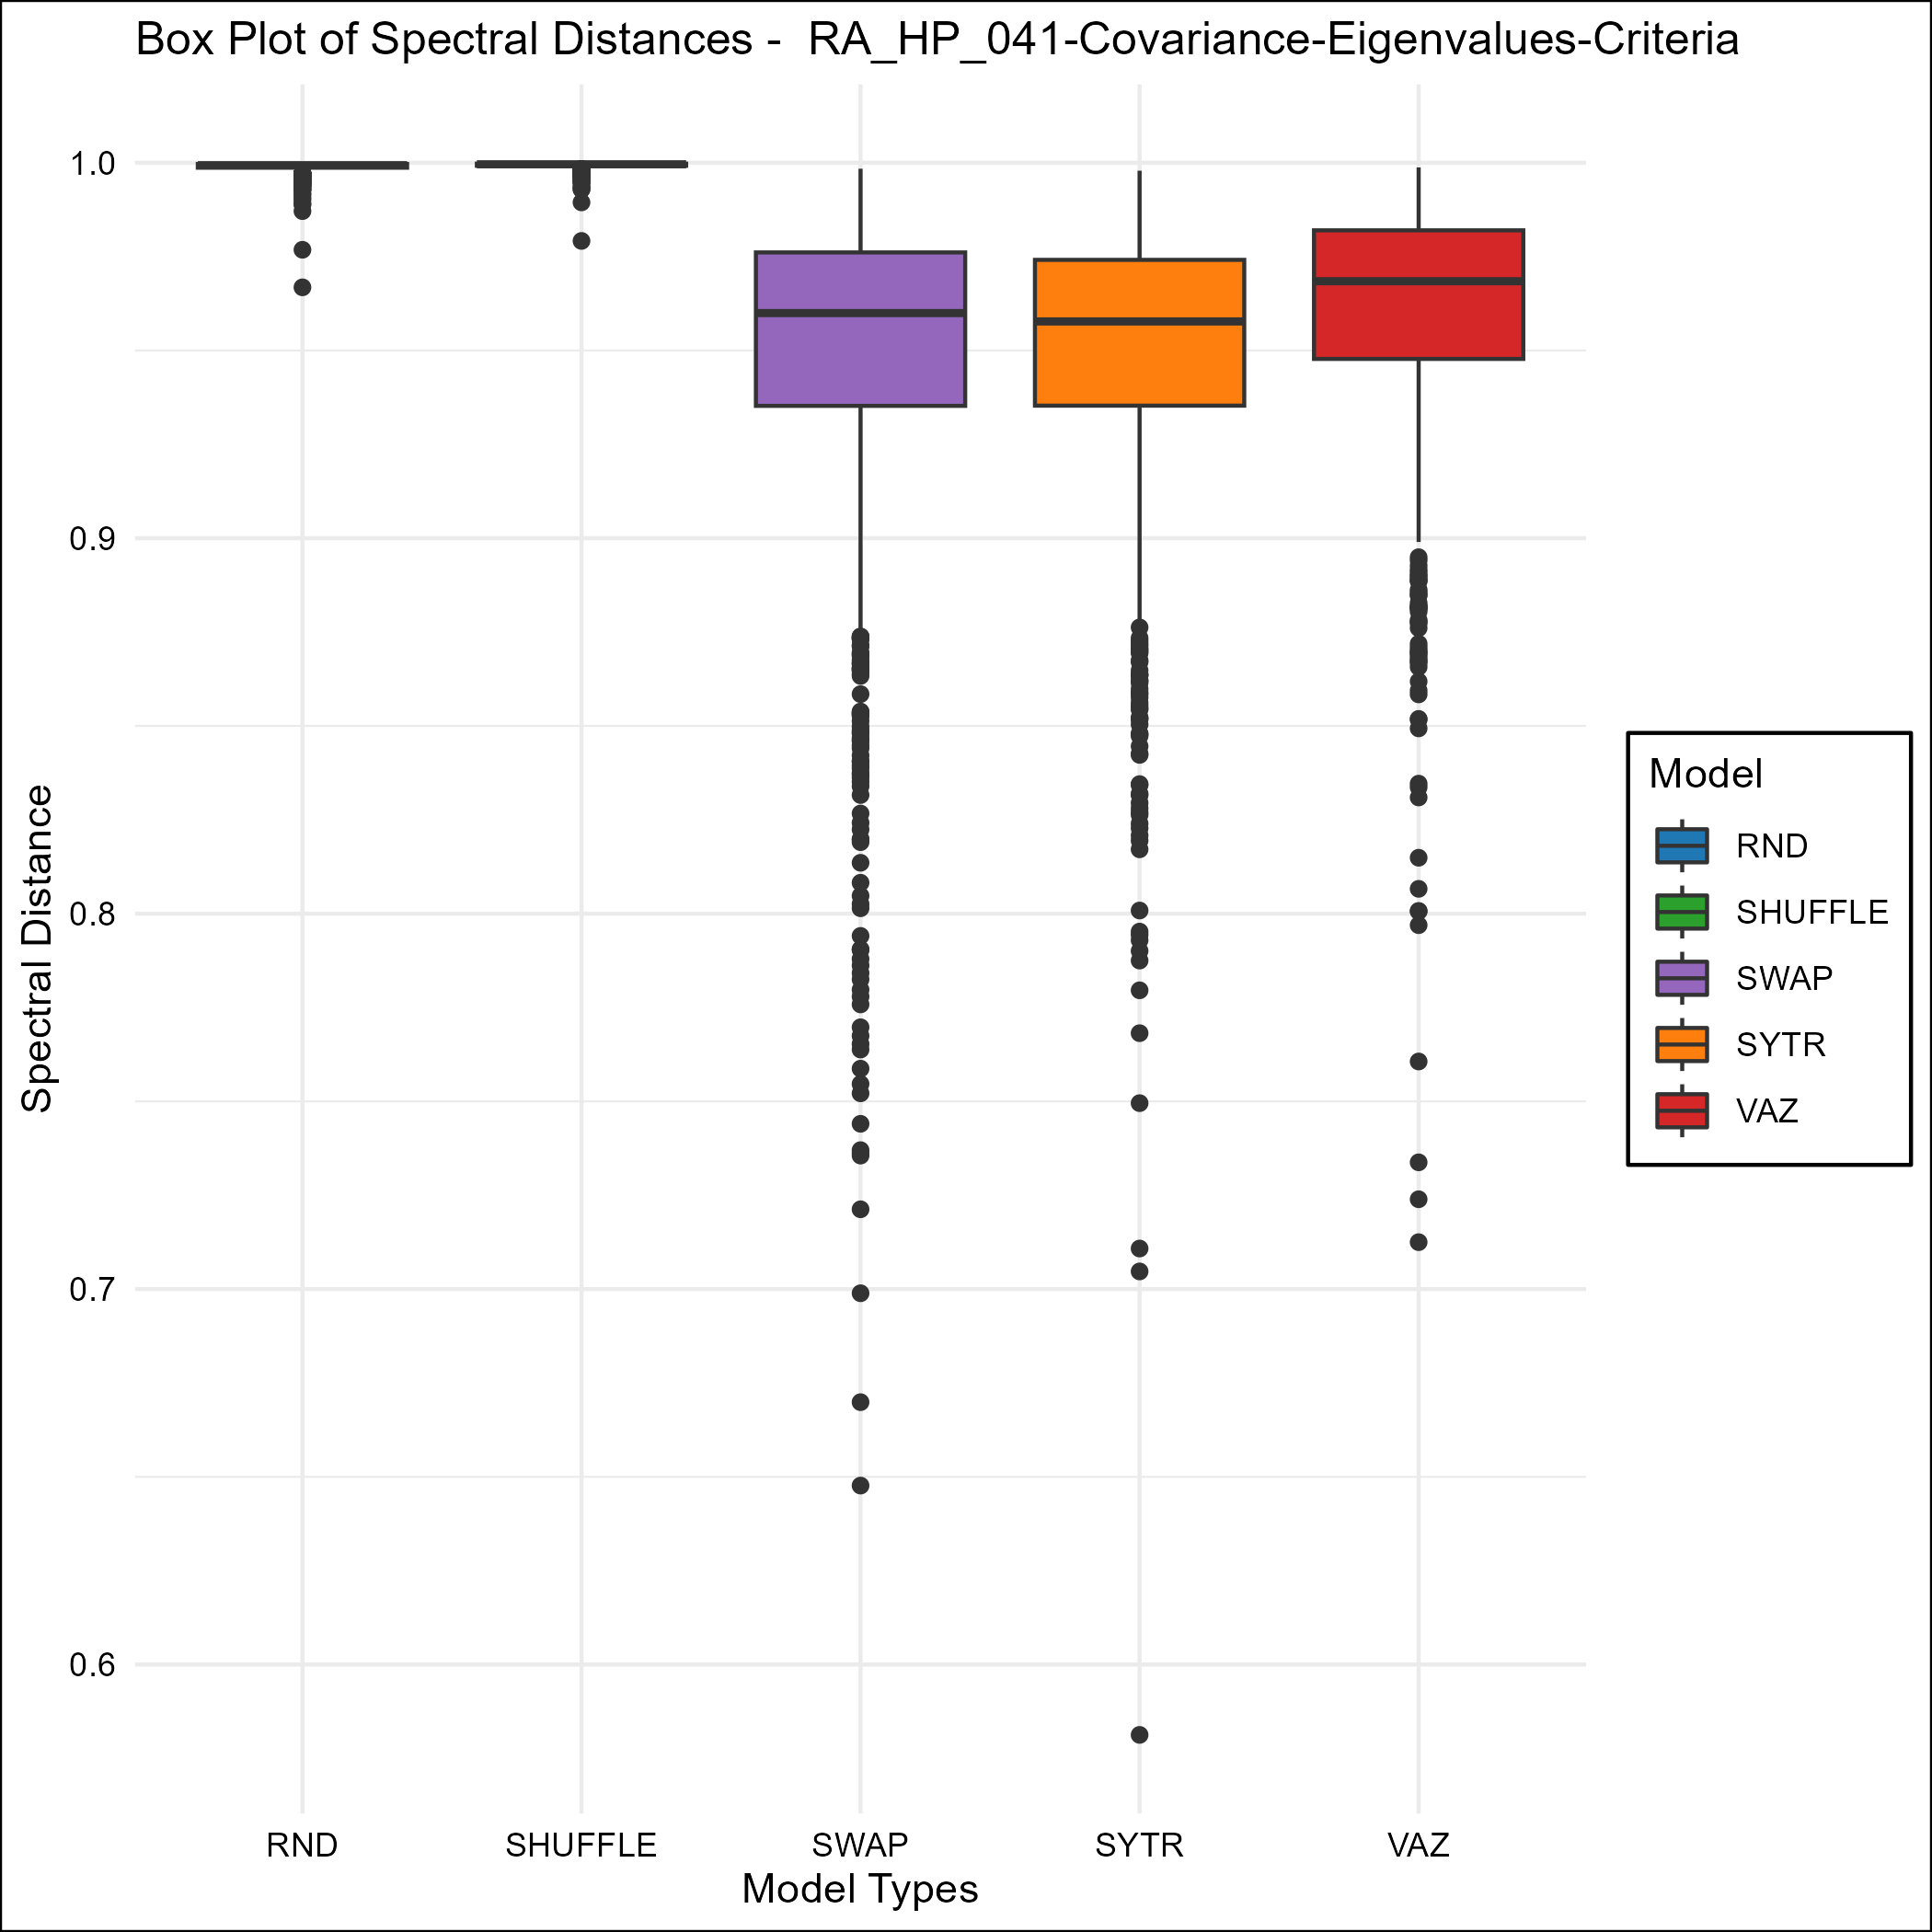 Box Plot of Spectral Distances -  RA_HP_041-Covariance-Eigenvalues-Criteria
1.0
0.9
0.8
0.7
0.6
Spectral Distance
RND
SHUFFLE
SWAP
SYTR
VAZ
Model Types
Model
RND
SHUFFLE
SWAP
SYTR
VAZ